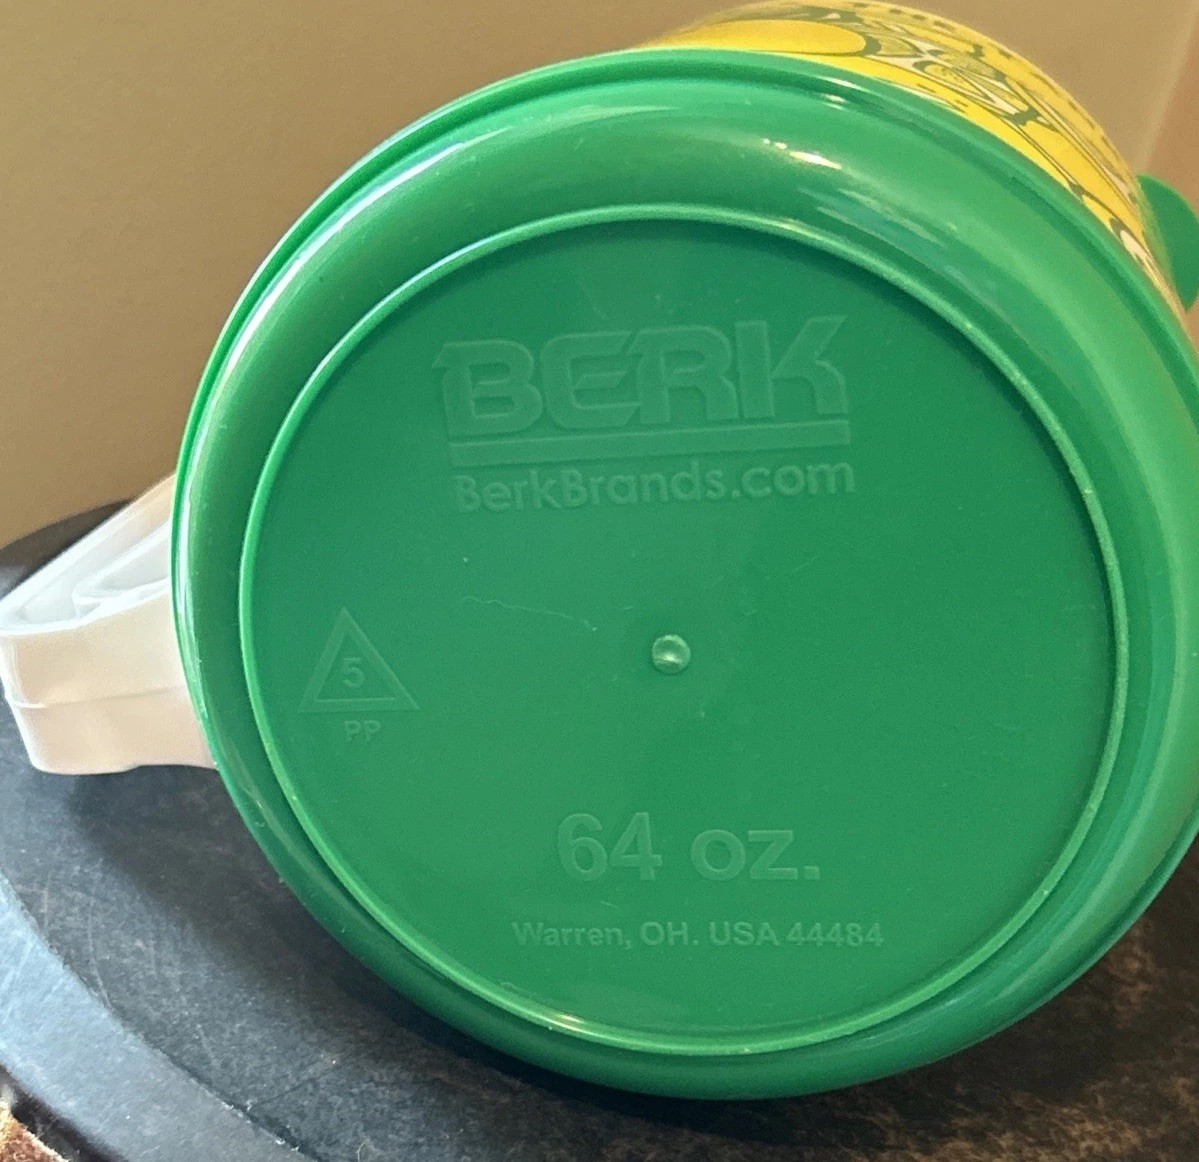 BERK
BerkBrands.com
5
PP
64 oz.
Warren, OH. USA 44484